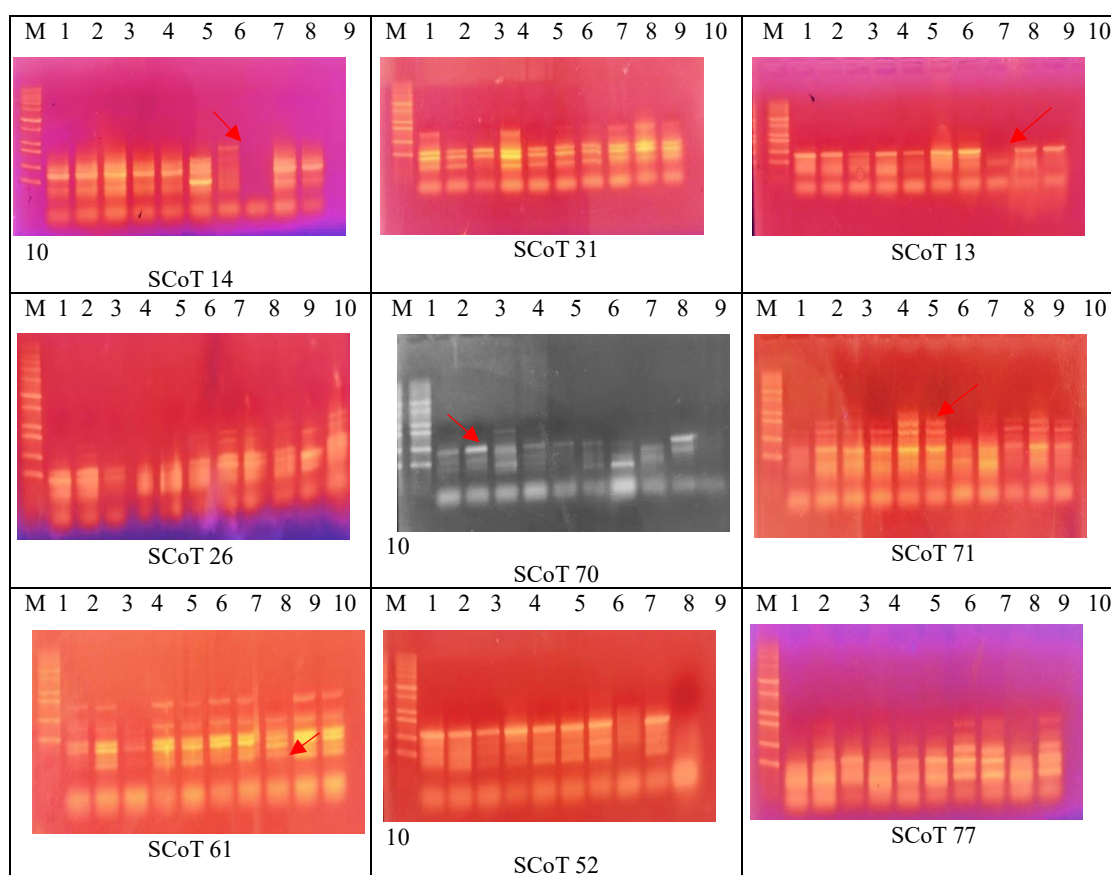 M 1 2 3 4 5 6 7 8 9
10
SCoT 14
M 1 2 3 4 5 6 7 8 9 10
SCoT 31
M 1 2 3 4 5 6 7 8 9 10
SCoT 13
M 1 2 3 4 5 6 7 8 9 10
SCoT 26
M 1 2 3 4 5 6 7 8 9
10
SCoT 70
M 1 2 3 4 5 6 7 8 9 10
SCoT 71
M 1 2 3 4 5 6 7 8 9 10
SCoT 61
M 1 2 3 4 5 6 7 8 9
10
SCoT 52
M 1 2 3 4 5 6 7 8 9 10
SCoT 77